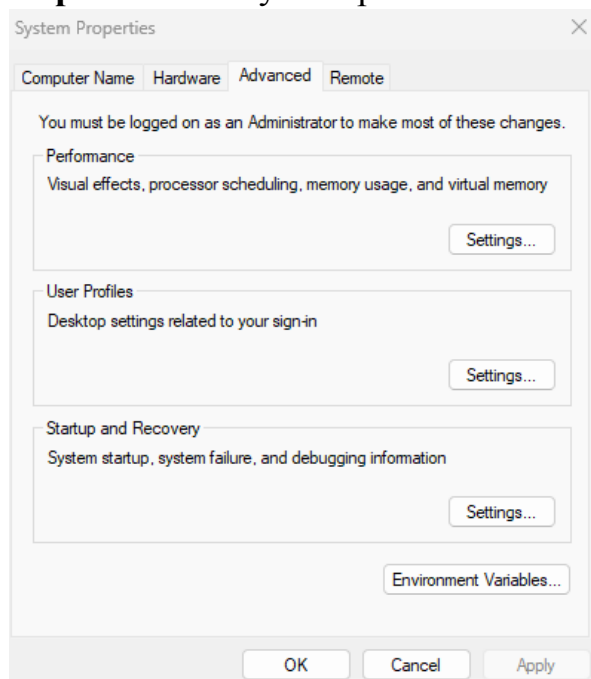 System Properties
Computer Name Hardware Advanced Remote
You must be logged on as an Administrator to make most of these changes.
Performance
Visual effects, processor scheduling, memory usage, and virtual memory
Settings...
User Profiles
Desktop settings related to your sign-in
Settings...
Startup and Recovery
System startup, system failure, and debugging information
Settings...
Environment Variables...
OK Cancel Apply